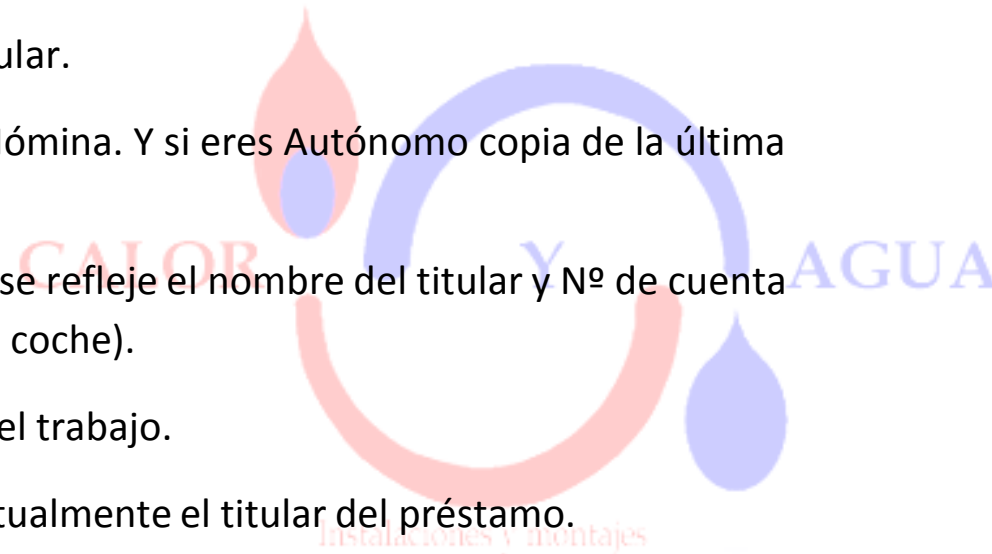 ular.
ómina. Y si eres Autónomo copia de la última
CALOR Y AGUA
se refleje el nombre del titular y Nº de cuenta
coche).
el trabajo.
tualmente el titular del préstamo.
Instalaciones y montajes